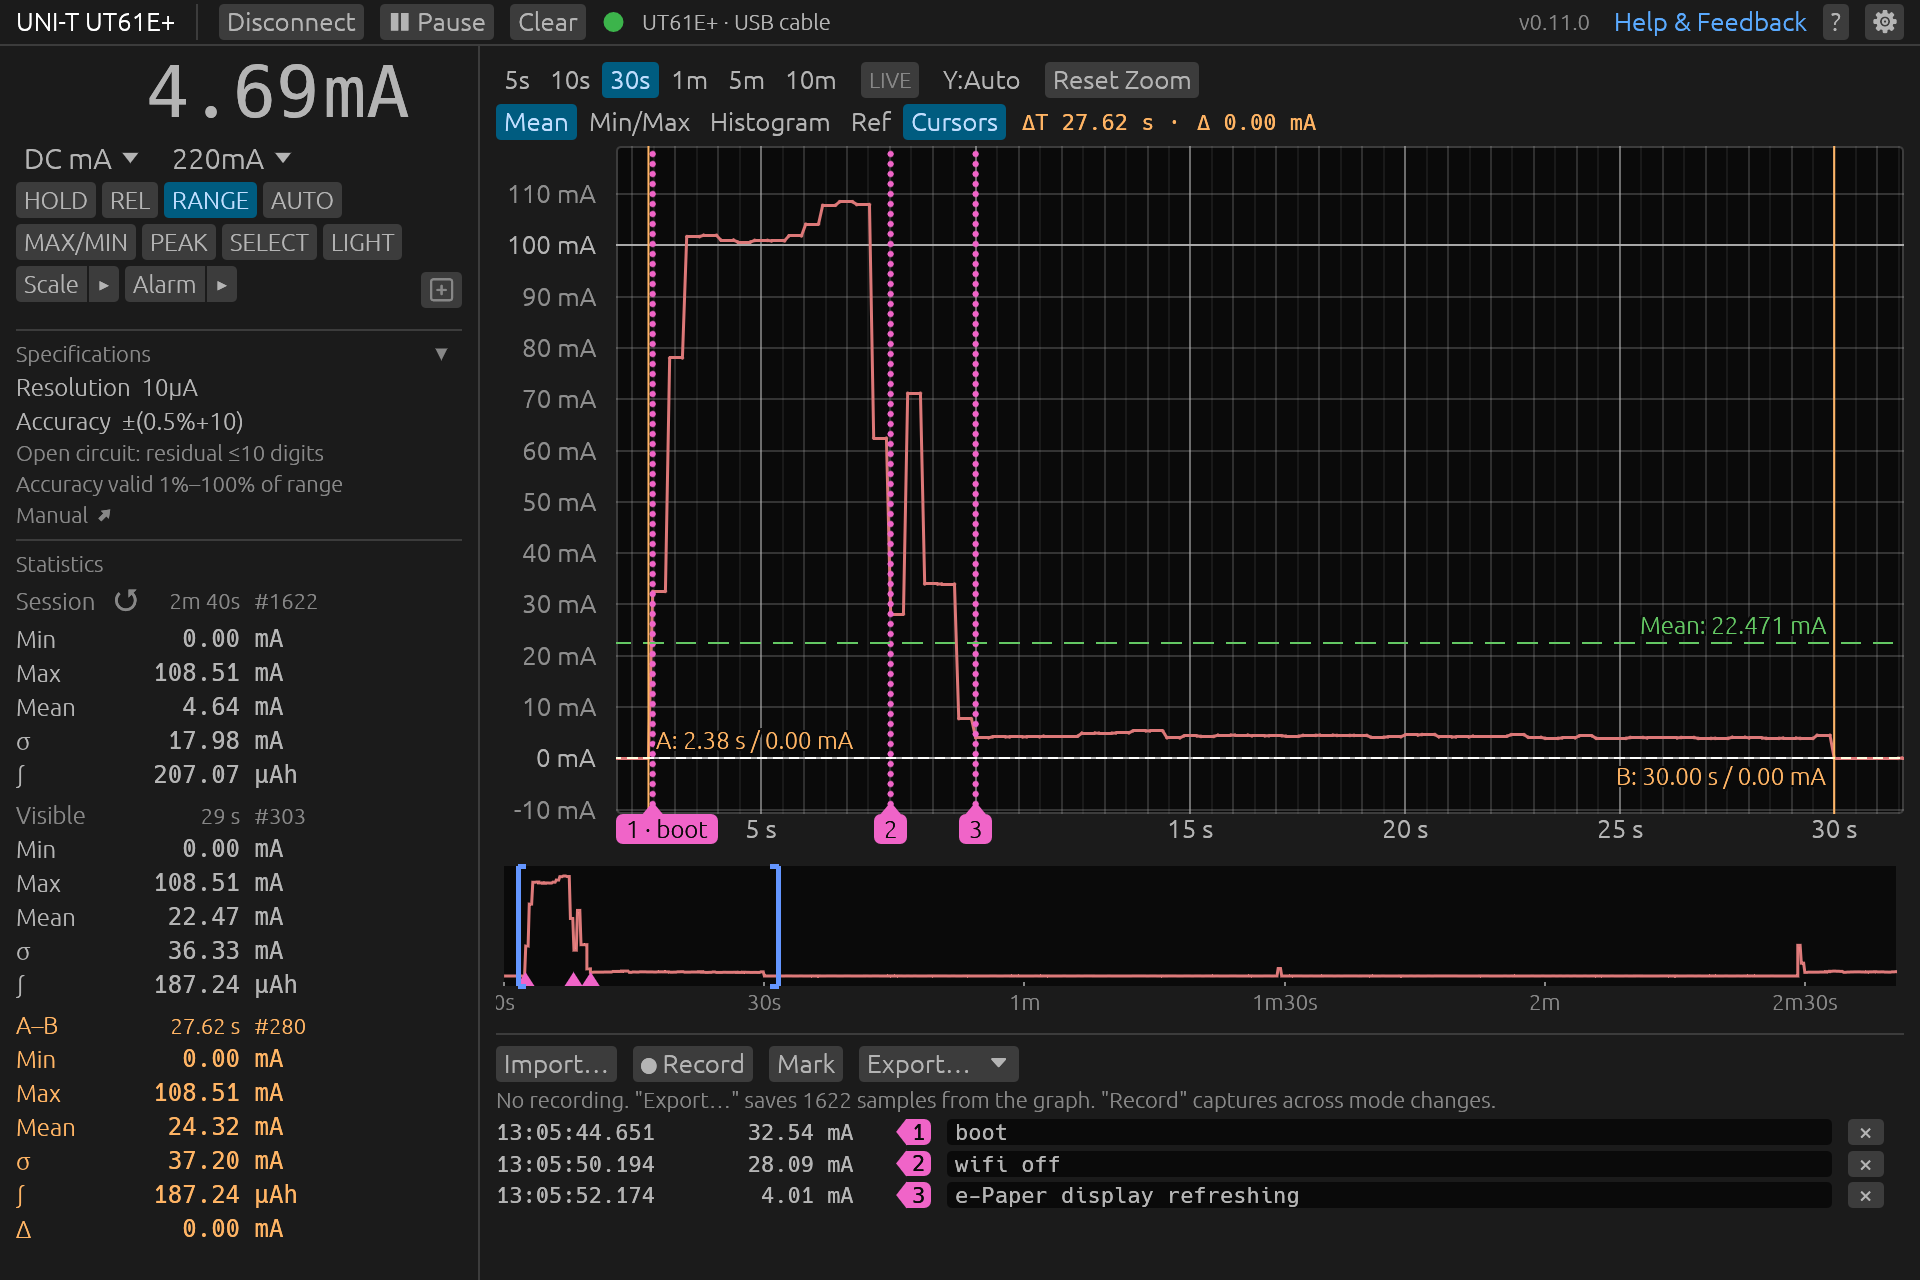 UNI-T UT61E+ Disconnect Pause Clear UT61E+ · USB cable v0.11.0 Help & Feedback ?
4.69mA
DC mA 220mA
HOLD REL RANGE AUTO
MAX/MIN PEAK SELECT LIGHT
Scale Alarm
Specifications
Resolution 10µA
Accuracy ±(0.5%+10)
Open circuit: residual ≤10 digits
Accuracy valid 1%–100% of range
Manual
Statistics
Session 2m 40s #1622
Min 0.00 mA
Max 108.51 mA
Mean 4.64 mA
σ 17.98 mA
∫ 207.07 µAh
Visible 29 s #303
Min 0.00 mA
Max 108.51 mA
Mean 22.47 mA
σ 36.33 mA
∫ 187.24 µAh
A–B 27.62 s #280
Min 0.00 mA
Max 108.51 mA
Mean 24.32 mA
σ 37.20 mA
∫ 187.24 µAh
Δ 0.00 mA
5s 10s 30s 1m 5m 10m LIVE Y:Auto Reset Zoom
Mean Min/Max Histogram Ref Cursors ΔT 27.62 s · Δ 0.00 mA
110 mA
100 mA
90 mA
80 mA
70 mA
60 mA
50 mA
40 mA
30 mA
20 mA
10 mA
0 mA
-10 mA
Mean: 22.471 mA
A: 2.38 s / 0.00 mA
B: 30.00 s / 0.00 mA
1 · boot 5 s 2 3 15 s 20 s 25 s 30 s
0s 30s 1m 1m30s 2m 2m30s
Import… Record Mark Export…
No recording. "Export…" saves 1622 samples from the graph. "Record" captures across mode changes.
13:05:44.651 32.54 mA 1 boot ×
13:05:50.194 28.09 mA 2 wifi off ×
13:05:52.174 4.01 mA 3 e-Paper display refreshing ×